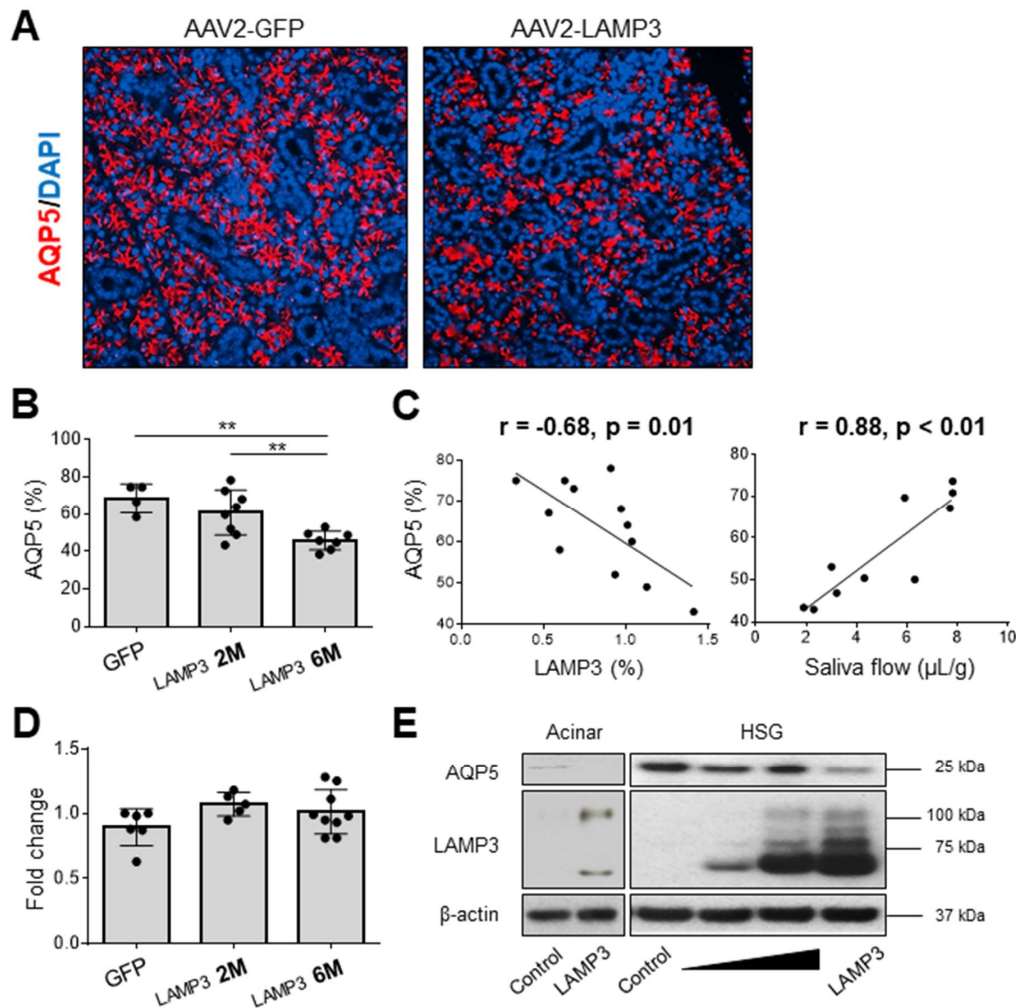 A
AAV2-GFP
AAV2-LAMP3
AQP5/DAPI
B
**
**
AQP5 (%)
100
80
60
40
20
0
GFP
LAMP3 2M
LAMP3 6M
C
r = -0.68, p = 0.01
AQP5 (%)
80
70
60
50
40
0.0 0.5 1.0 1.5
LAMP3 (%)
r = 0.88, p < 0.01
80
70
60
50
40
0 2 4 6 8 10
Saliva flow (µL/g)
D
Fold change
1.5
1.0
0.5
0.0
GFP
LAMP3 2M
LAMP3 6M
E
Acinar
HSG
AQP5
25 kDa
LAMP3
100 kDa
75 kDa
β-actin
37 kDa
Control
LAMP3
Control
LAMP3